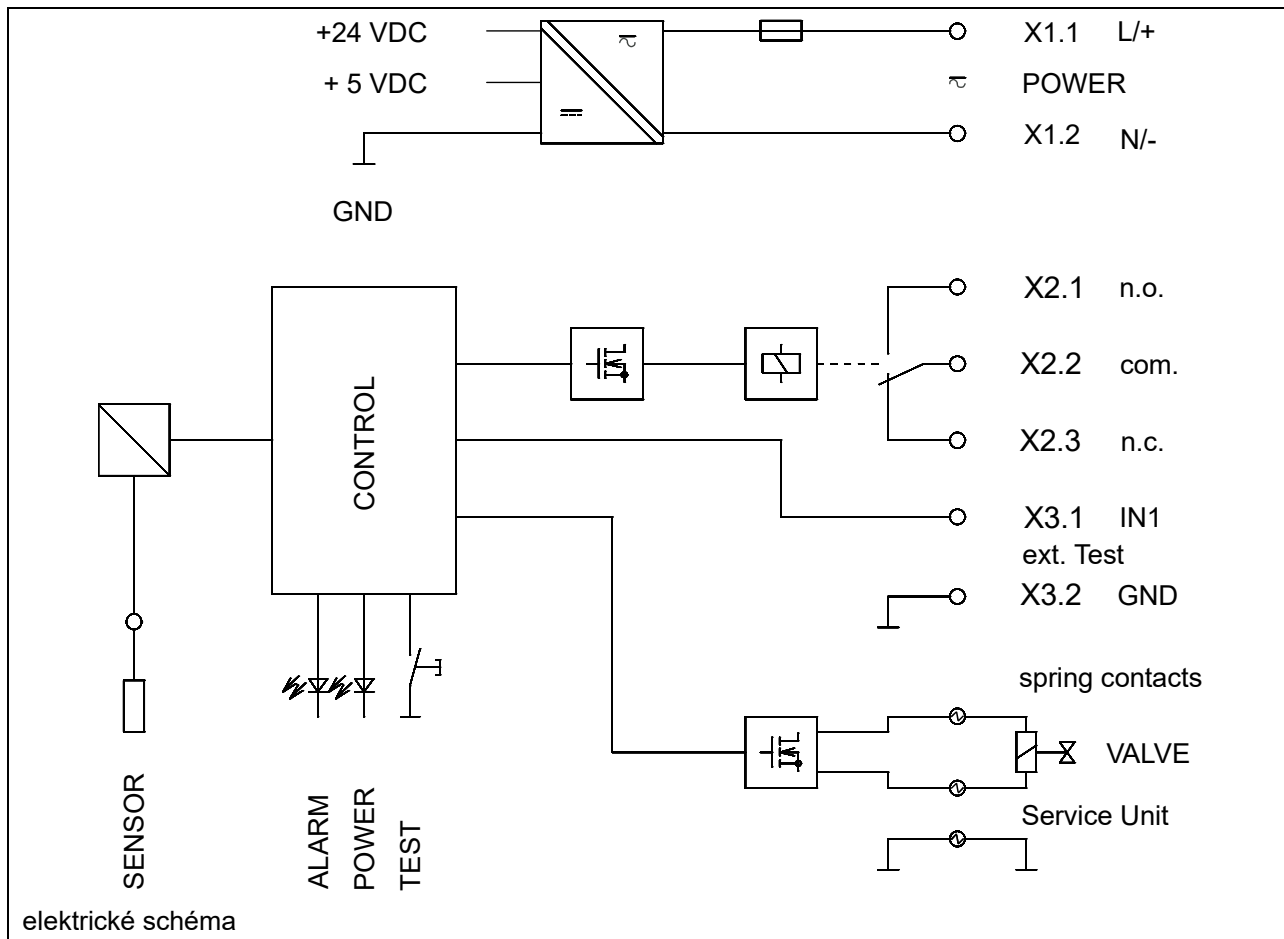 +24 VDC
X1.1 L/+
+ 5 VDC
POWER
X1.2 N/-
GND
X2.1 n.o.
X2.2 com.
X2.3 n.c.
X3.1 IN1
ext. Test
X3.2 GND
CONTROL
spring contacts
VALVE
Service Unit
SENSOR
ALARM
POWER
TEST
elektrické schéma